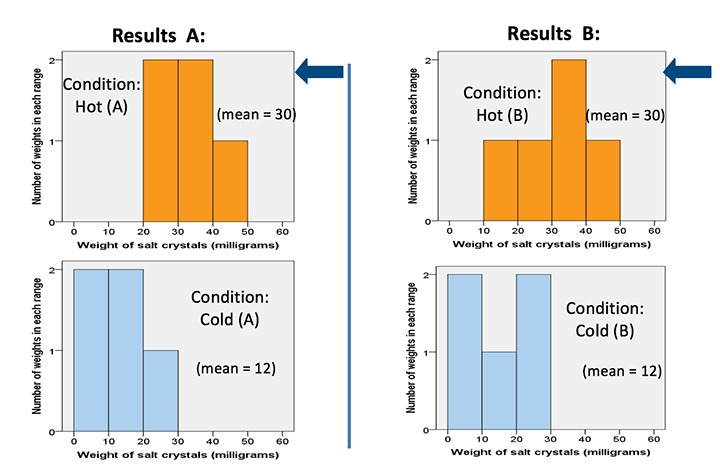 Results A:
Number of weights in each range
2
1
0
Condition:
Hot (A)
(mean = 30)
0 10 20 30 40 50 60
Weight of salt crystals (milligrams)
Number of weights in each range
2
1
0
Condition:
Cold (A)
(mean = 12)
0 10 20 30 40 50 60
Weight of salt crystals (milligrams)
Results B:
Number of weights in each range
2
1
0
Condition:
Hot (B)
(mean = 30)
0 10 20 30 40 50 60
Weight of salt crystals (milligrams)
Number of weights in each range
2
1
0
Condition:
Cold (B)
(mean = 12)
0 10 20 30 40 50 60
Weight of salt crystals (milligrams)